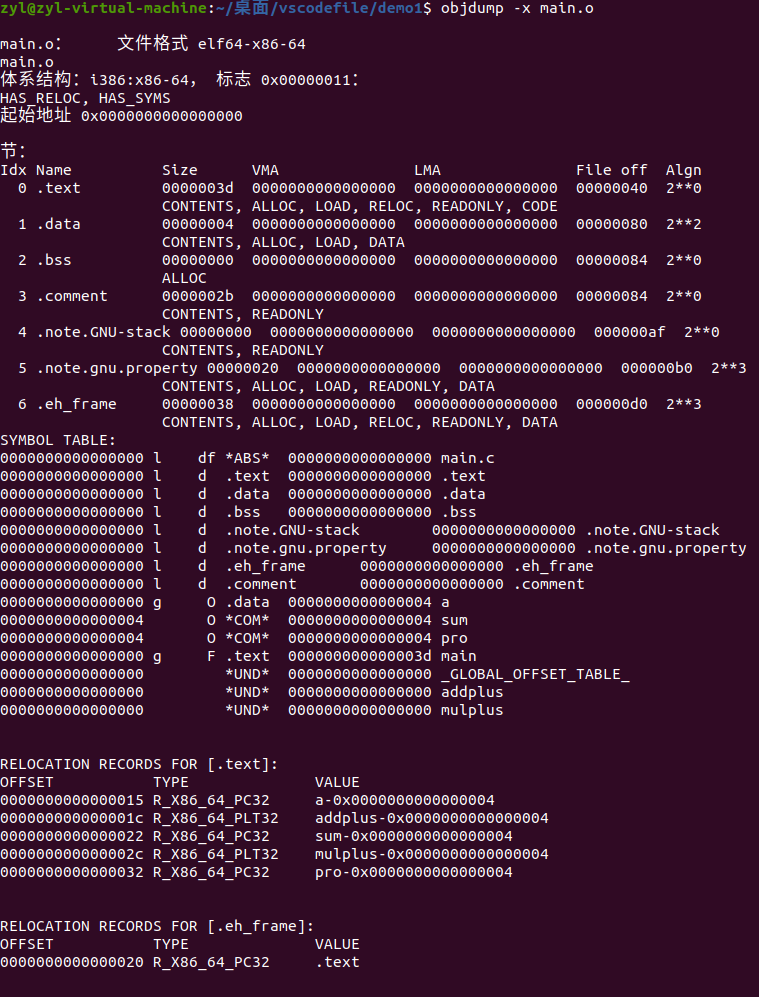 zyl@zyl-virtual-machine:~/桌面/vscodefile/demo1$ objdump -x main.o
main.o：     文件格式 elf64-x86-64
main.o
体系结构：i386:x86-64， 标志 0x00000011：
HAS_RELOC, HAS_SYMS
起始地址 0x0000000000000000
节：
Idx Name          Size      VMA               LMA               File off  Algn
  0 .text         0000003d  0000000000000000  0000000000000000  00000040  2**0
                  CONTENTS, ALLOC, LOAD, RELOC, READONLY, CODE
  1 .data         00000004  0000000000000000  0000000000000000  00000080  2**2
                  CONTENTS, ALLOC, LOAD, DATA
  2 .bss          00000000  0000000000000000  0000000000000000  00000084  2**0
                  ALLOC
  3 .comment      0000002b  0000000000000000  0000000000000000  00000084  2**0
                  CONTENTS, READONLY
  4 .note.GNU-stack 00000000  0000000000000000  0000000000000000  000000af  2**0
                  CONTENTS, READONLY
  5 .note.gnu.property 00000020  0000000000000000  0000000000000000  000000b0  2**3
                  CONTENTS, ALLOC, LOAD, READONLY, DATA
  6 .eh_frame     00000038  0000000000000000  0000000000000000  000000d0  2**3
                  CONTENTS, ALLOC, LOAD, RELOC, READONLY, DATA
SYMBOL TABLE:
0000000000000000 l    df *ABS*  0000000000000000 main.c
0000000000000000 l    d  .text  0000000000000000 .text
0000000000000000 l    d  .data  0000000000000000 .data
0000000000000000 l    d  .bss   0000000000000000 .bss
0000000000000000 l    d  .note.GNU-stack        0000000000000000 .note.GNU-stack
0000000000000000 l    d  .note.gnu.property     0000000000000000 .note.gnu.property
0000000000000000 l    d  .eh_frame      0000000000000000 .eh_frame
0000000000000000 l    d  .comment       0000000000000000 .comment
0000000000000000 g     O .data  0000000000000004 a
0000000000000004       O *COM*  0000000000000004 sum
0000000000000004       O *COM*  0000000000000004 pro
0000000000000000 g     F .text  000000000000003d main
0000000000000000         *UND*  0000000000000000 _GLOBAL_OFFSET_TABLE_
0000000000000000         *UND*  0000000000000000 addplus
0000000000000000         *UND*  0000000000000000 mulplus
RELOCATION RECORDS FOR [.text]:
OFFSET           TYPE              VALUE
0000000000000015 R_X86_64_PC32     a-0x0000000000000004
000000000000001c R_X86_64_PLT32    addplus-0x0000000000000004
0000000000000022 R_X86_64_PC32     sum-0x0000000000000004
000000000000002c R_X86_64_PLT32    mulplus-0x0000000000000004
0000000000000032 R_X86_64_PC32     pro-0x0000000000000004
RELOCATION RECORDS FOR [.eh_frame]:
OFFSET           TYPE              VALUE
0000000000000020 R_X86_64_PC32     .text